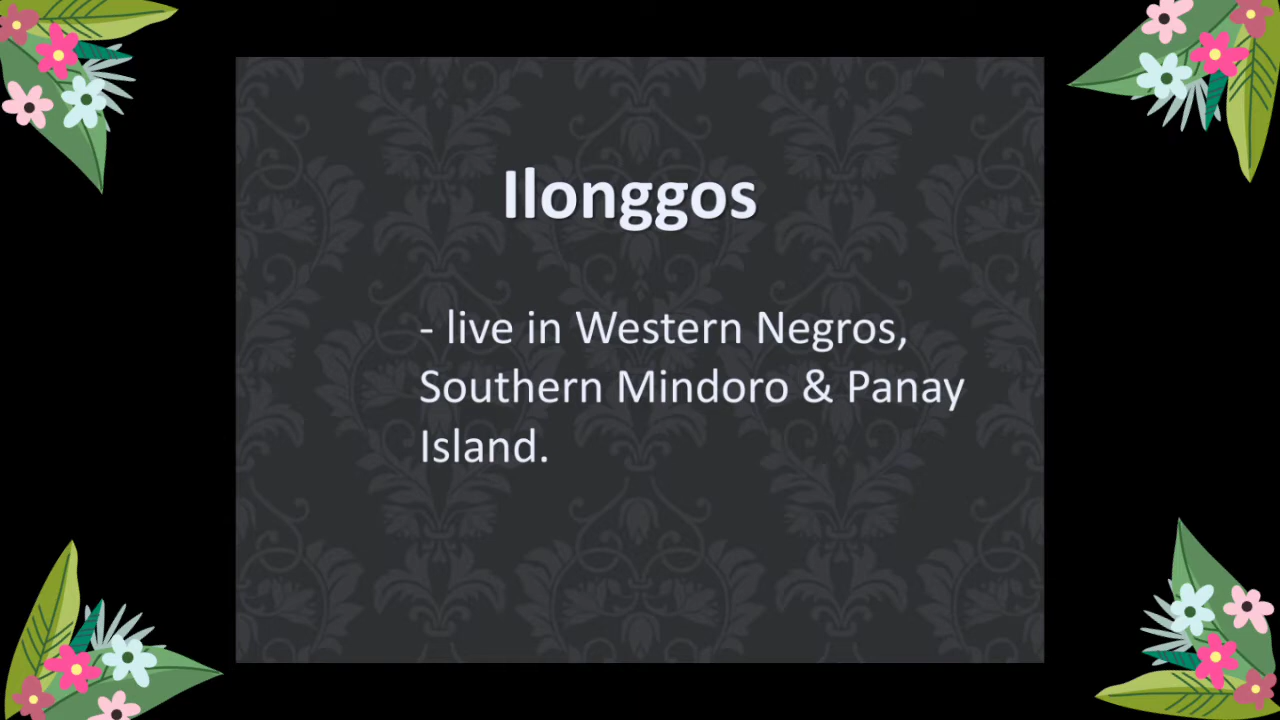 Ilonggos
- live in Western Negros,
Southern Mindoro & Panay
Island.